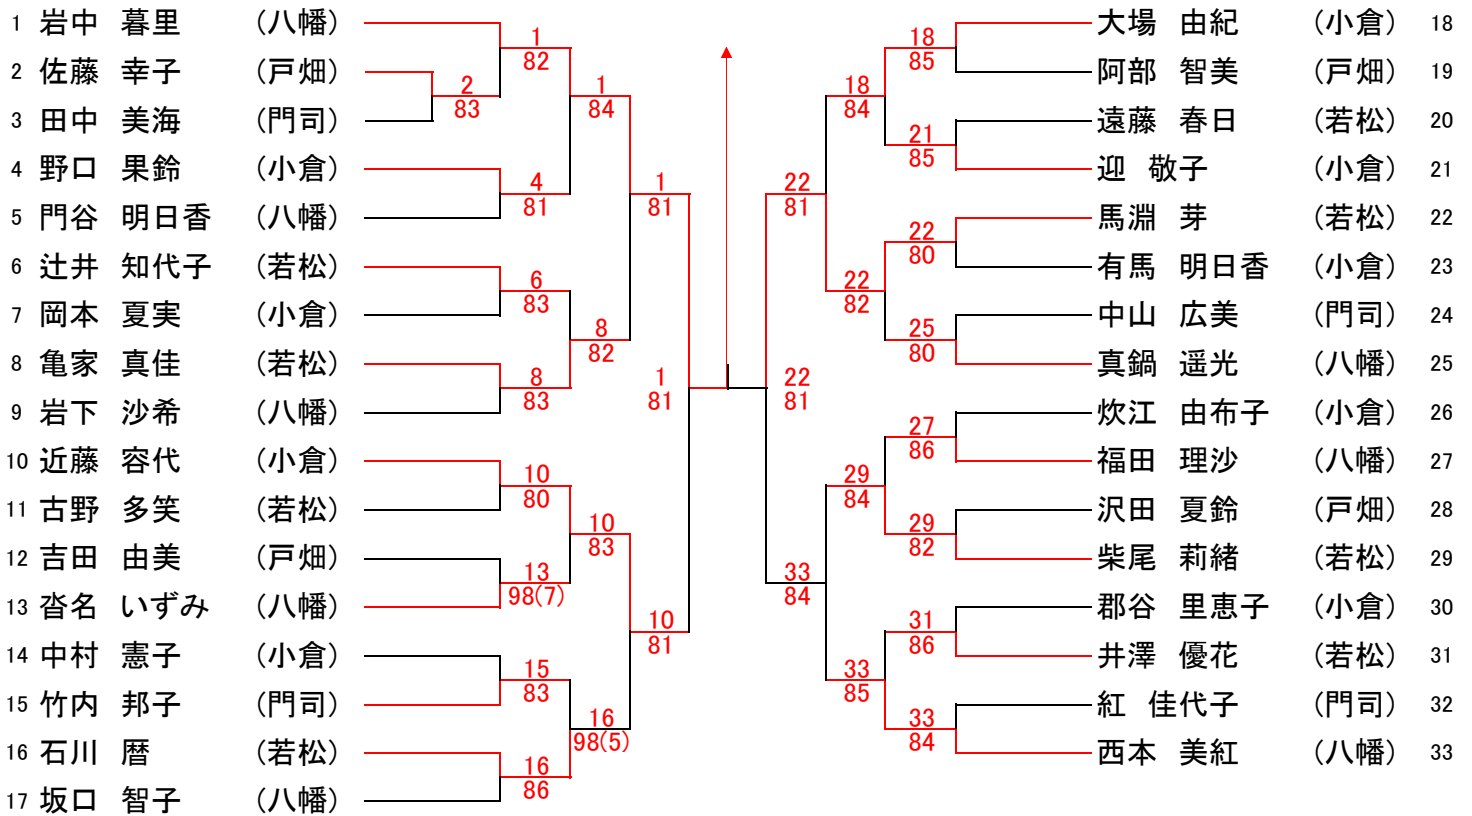 1 岩中 暮里 (八幡)
2 佐藤 幸子 (戸畑)
3 田中 美海 (門司)
4 野口 果鈴 (小倉)
5 門谷 明日香 (八幡)
6 辻井 知代子 (若松)
7 岡本 夏実 (小倉)
8 亀家 真佳 (若松)
9 岩下 沙希 (八幡)
10 近藤 容代 (小倉)
11 古野 多笑 (若松)
12 吉田 由美 (戸畑)
13 沓名 いずみ (八幡)
14 中村 憲子 (小倉)
15 竹内 邦子 (門司)
16 石川 暦 (若松)
17 坂口 智子 (八幡)
2
83
1
82
4
81
6
83
8
83
10
80
13
98(7)
15
83
16
86
1
84
8
82
10
83
16
98(5)
1
81
10
81
1
81
22
81
22
81
33
84
18
84
22
82
29
84
33
85
18
85
21
85
22
80
25
80
27
86
29
82
31
86
33
84
大場 由紀 (小倉) 18
阿部 智美 (戸畑) 19
遠藤 春日 (若松) 20
迎 敬子 (小倉) 21
馬淵 芽 (若松) 22
有馬 明日香 (小倉) 23
中山 広美 (門司) 24
真鍋 遥光 (八幡) 25
炊江 由布子 (小倉) 26
福田 理沙 (八幡) 27
沢田 夏鈴 (戸畑) 28
柴尾 莉緒 (若松) 29
郡谷 里恵子 (小倉) 30
井澤 優花 (若松) 31
紅 佳代子 (門司) 32
西本 美紅 (八幡) 33